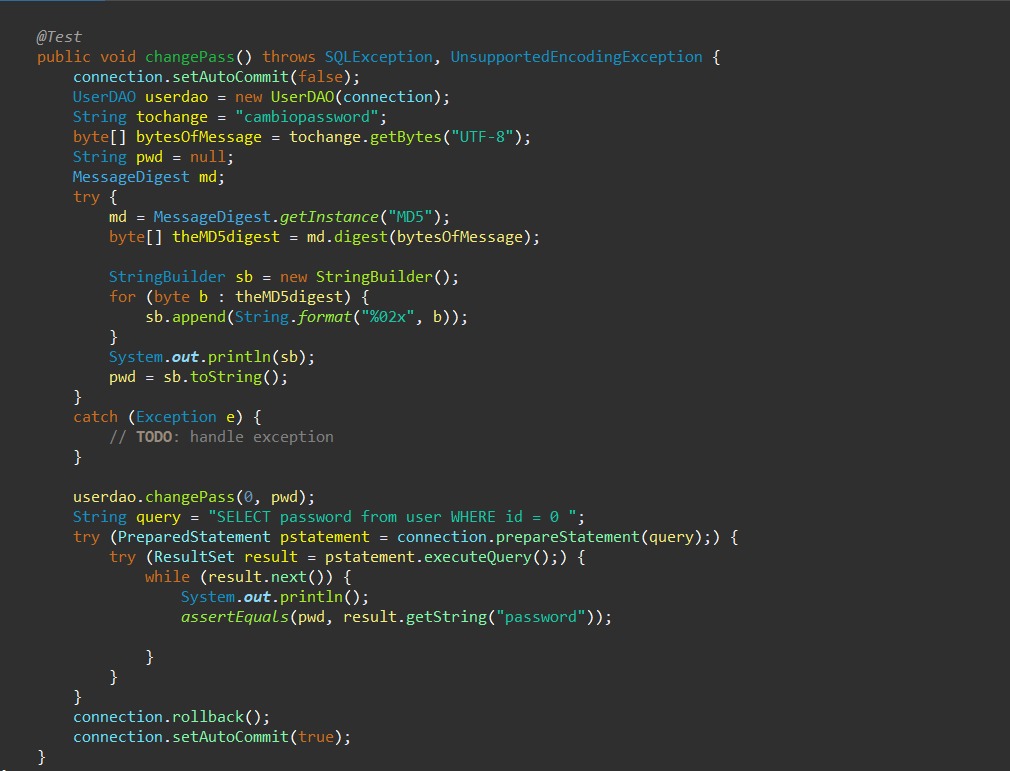 @Test
public void changePass() throws SQLException, UnsupportedEncodingException {
    connection.setAutoCommit(false);
    UserDAO userdao = new UserDAO(connection);
    String tochange = "cambiopassword";
    byte[] bytesOfMessage = tochange.getBytes("UTF-8");
    String pwd = null;
    MessageDigest md;
    try {
        md = MessageDigest.getInstance("MD5");
        byte[] theMD5digest = md.digest(bytesOfMessage);

        StringBuilder sb = new StringBuilder();
        for (byte b : theMD5digest) {
            sb.append(String.format("%02x", b));
        }
        System.out.println(sb);
        pwd = sb.toString();
    }
    catch (Exception e) {
        // TODO: handle exception
    }

    userdao.changePass(0, pwd);
    String query = "SELECT password from user WHERE id = 0 ";
    try (PreparedStatement pstatement = connection.prepareStatement(query);) {
        try (ResultSet result = pstatement.executeQuery();) {
            while (result.next()) {
                System.out.println();
                assertEquals(pwd, result.getString("password"));

            }
        }
    }
    connection.rollback();
    connection.setAutoCommit(true);
}